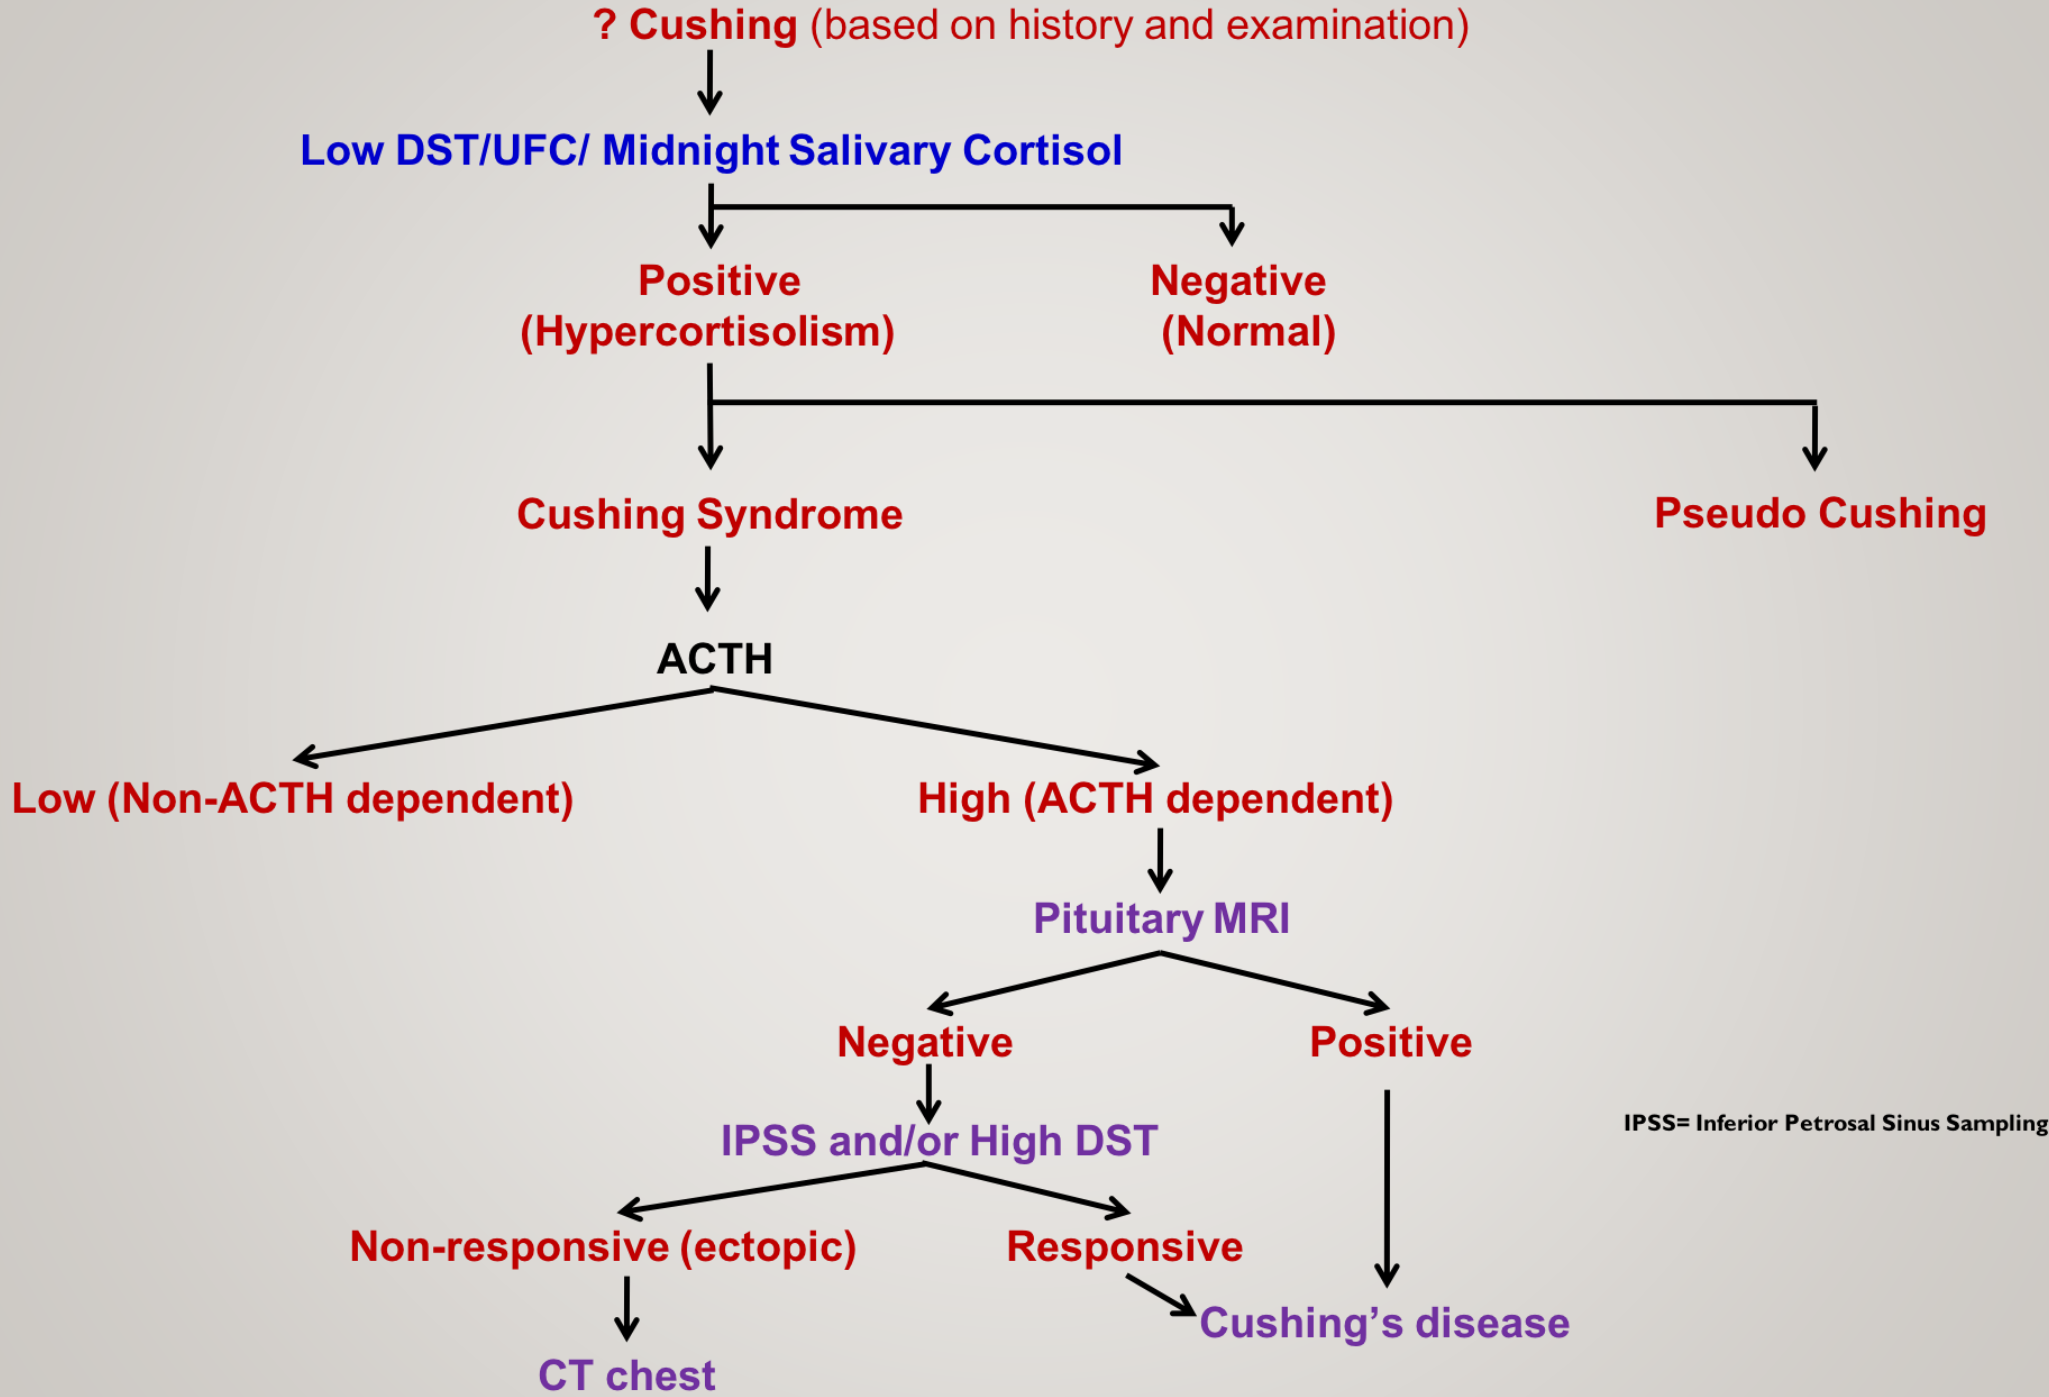 ? Cushing (based on history and examination)
Low DST/UFC/ Midnight Salivary Cortisol
Positive
(Hypercortisolism)
Negative
(Normal)
Cushing Syndrome
Pseudo Cushing
ACTH
Low (Non-ACTH dependent)
High (ACTH dependent)
Pituitary MRI
Negative
Positive
IPSS and/or High DST
IPSS= Inferior Petrosal Sinus Sampling
Non-responsive (ectopic)
Responsive
Cushing’s disease
CT chest